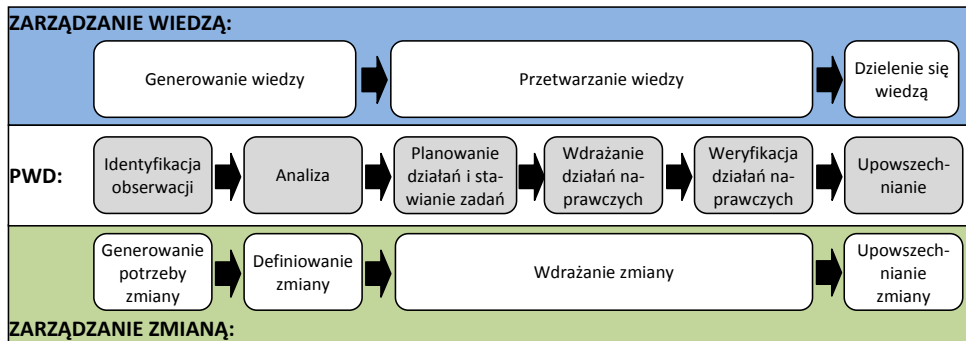 ZARZĄDZANIE WIEDZĄ:
Generowanie wiedzy
Przetwarzanie wiedzy
Dzielenie się
wiedzą
PWD:
Identyfikacja
obserwacji
Analiza
Planowanie
działań i sta-
wianie zadań
Wdrażanie
działań na-
prawczych
Weryfikacja
działań na-
prawczych
Upowszech-
nianie
Generowanie
potrzeby
zmiany
Definiowanie
zmiany
Wdrażanie zmiany
Upowszech-
nianie
zmiany
ZARZĄDZANIE ZMIANĄ: